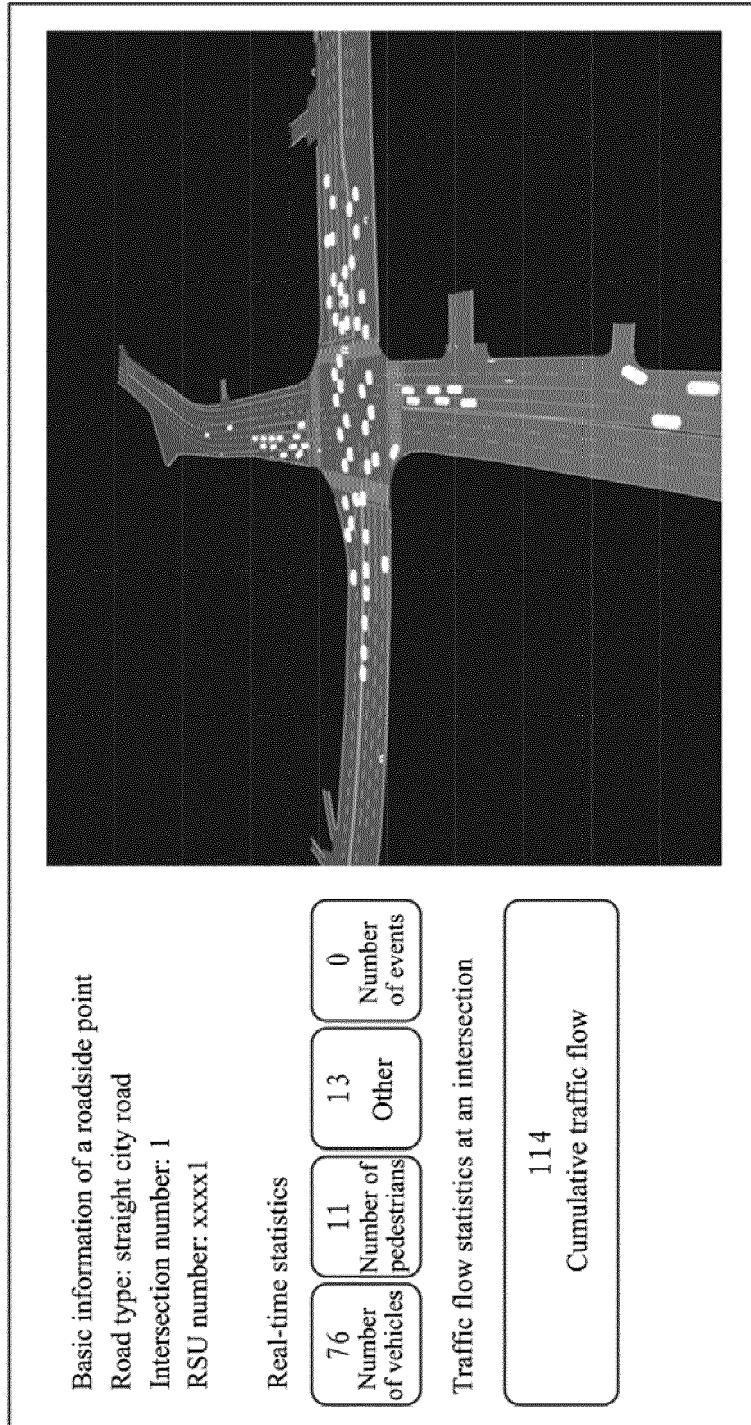 Basic information of a roadside point
Road type: straight city road
Intersection number: 1
RSU number: xxxx1
Real-time statistics
76
Number
of vehicles
11
Number of
pedestrians
13
Other
0
Number
of events
Traffic flow statistics at an intersection
114
Cumulative traffic flow